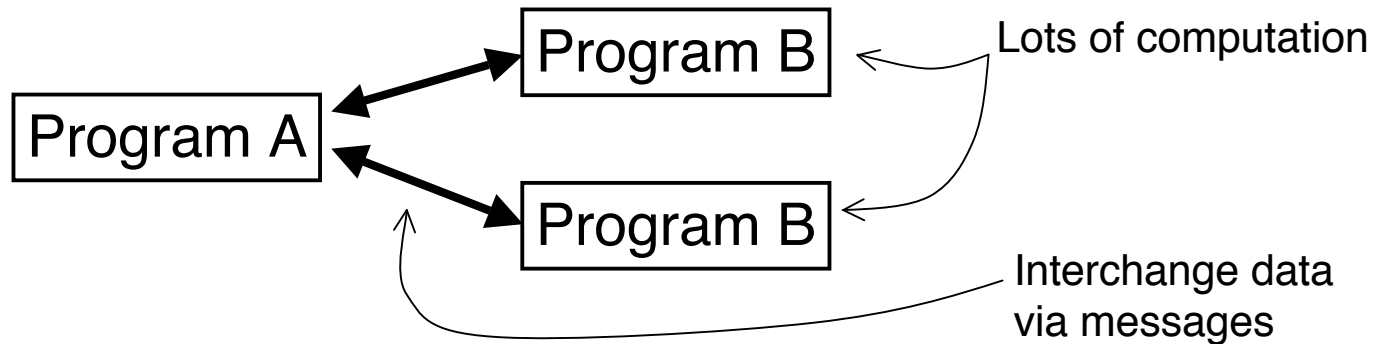 Program B
Lots of computation
Program A
Program B
Interchange data
via messages